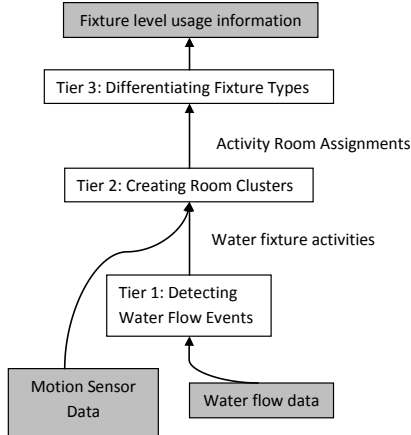 Fixture level usage information
Tier 3: Differentiating Fixture Types
Activity Room Assignments
Tier 2: Creating Room Clusters
Water fixture activities
Tier 1: Detecting
Water Flow Events
Motion Sensor
Data
Water flow data